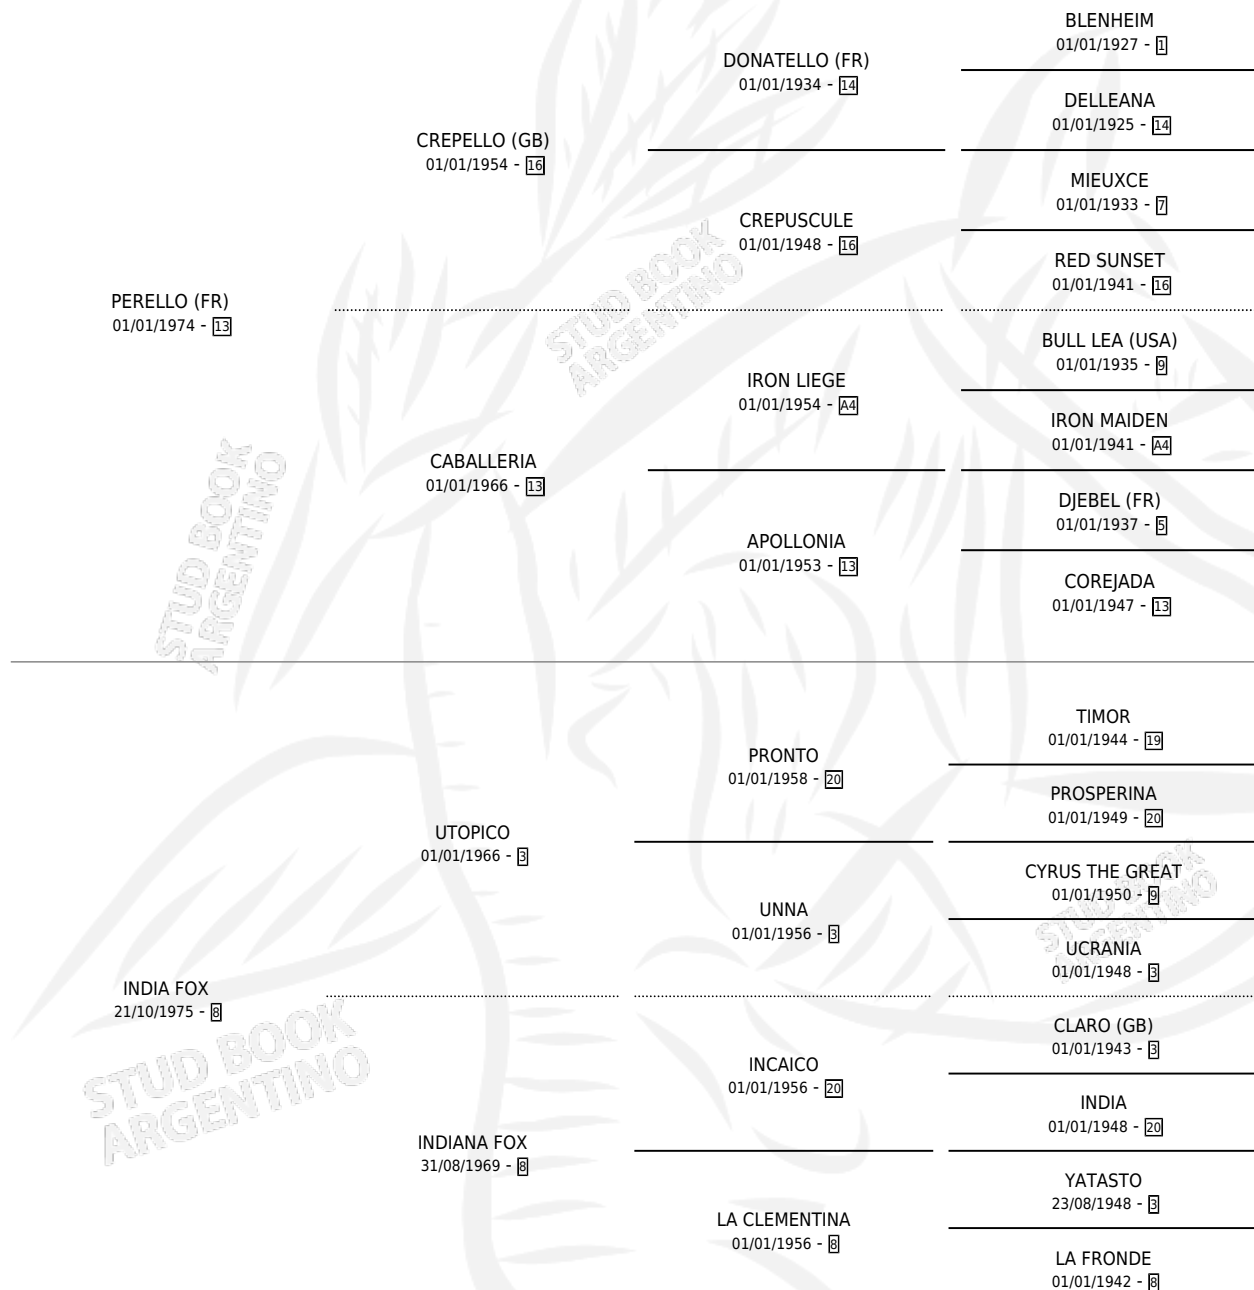 BLENHEIM
01/01/1927 - 1
DONATELLO (FR)
01/01/1934 - 14
DELLEANA
01/01/1925 - 14
CREPELLO (GB)
01/01/1954 - 16
MIEUXCE
01/01/1933 - 7
CREPUSCULE
01/01/1948 - 16
RED SUNSET
01/01/1941 - 16
PERELLO (FR)
01/01/1974 - 13
STUD BOOK
ARGENTINO
BULL LEA (USA)
01/01/1935 - 9
IRON LIEGE
01/01/1954 - A4
IRON MAIDEN
01/01/1941 - A4
CABALLERIA
01/01/1966 - 13
DJEBEL (FR)
01/01/1937 - 5
APOLLONIA
01/01/1953 - 13
COREJADA
01/01/1947 - 13
STUD BOOK
ARGENTINO
TIMOR
01/01/1944 - 19
PRONTO
01/01/1958 - 20
PROSPERINA
01/01/1949 - 20
UTOPICO
01/01/1966 - 3
CYRUS THE GREAT
01/01/1950 - 9
UNNA
01/01/1956 - 3
STUD BOOK
ARGENTINO
UCRANIA
01/01/1948 - 3
INDIA FOX
21/10/1975 - 8
STUD BOOK
ARGENTINO
CLARO (GB)
01/01/1943 - 3
INCAICO
01/01/1956 - 20
INDIA
01/01/1948 - 20
INDIANA FOX
31/08/1969 - 8
YATASTO
23/08/1948 - 3
LA CLEMENTINA
01/01/1956 - 8
LA FRONDE
01/01/1942 - 8